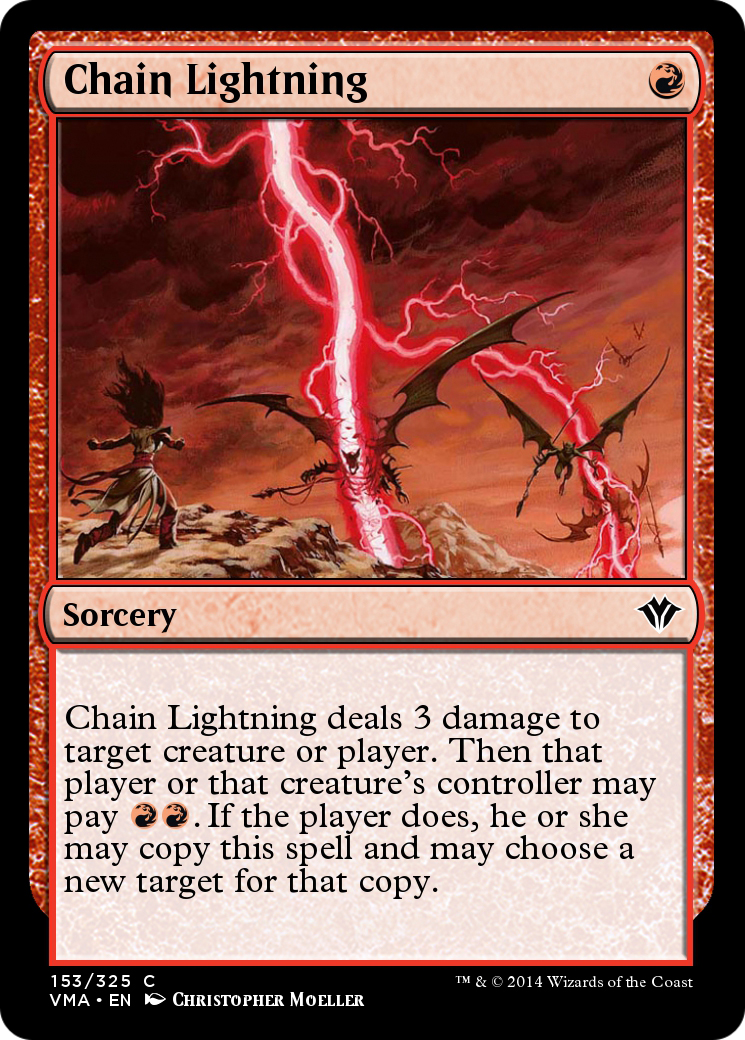 Chain Lightning
Sorcery
Chain Lightning deals 3 damage to
target creature or player. Then that
player or that creature's controller may
pay . If the player does, he or she
may copy this spell and may choose a
new target for that copy.
153/325 C
™ & © 2014 Wizards of the Coast
VMA • EN Christopher Moeller